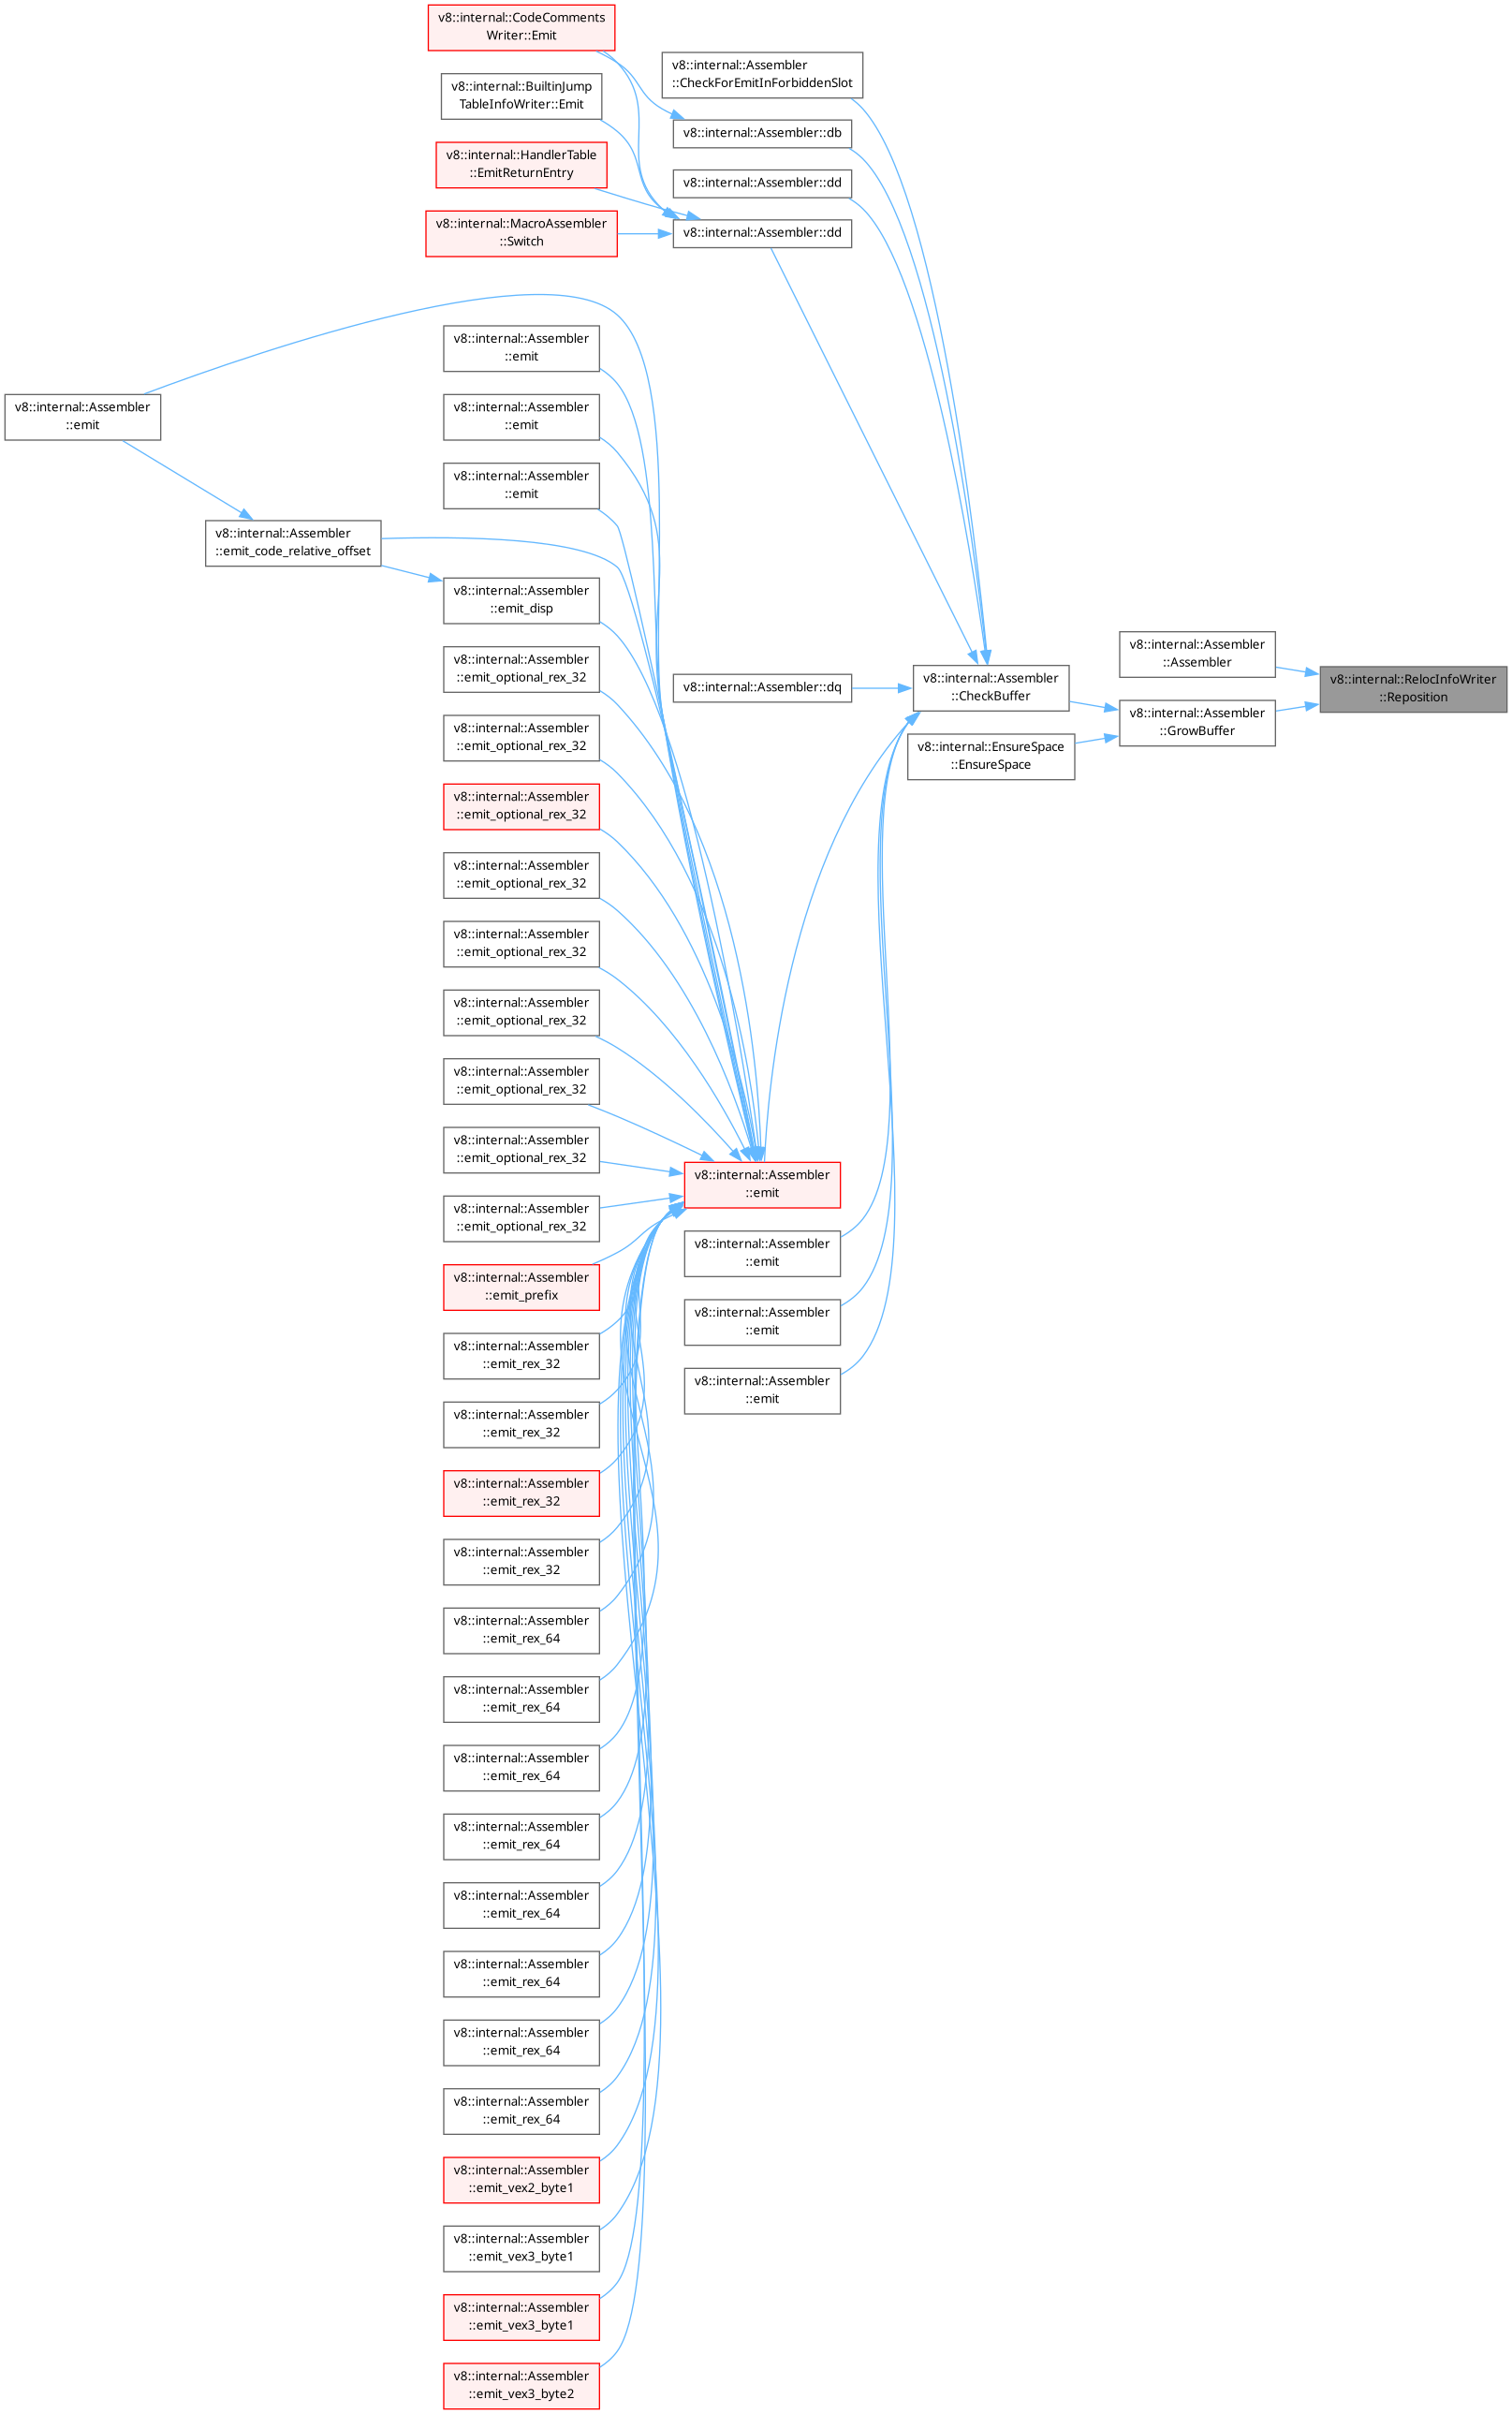 v8::internal::CodeComments
Writer::Emit
v8::internal::Assembler
::CheckForEmitInForbiddenSlot
v8::internal::BuiltinJump
TableInfoWriter::Emit
v8::internal::Assembler::db
v8::internal::HandlerTable
::EmitReturnEntry
v8::internal::Assembler::dd
v8::internal::MacroAssembler
::Switch
v8::internal::Assembler::dd
v8::internal::Assembler
::emit
v8::internal::Assembler
::emit
v8::internal::Assembler
::emit
v8::internal::Assembler
::emit
v8::internal::Assembler
::emit_code_relative_offset
v8::internal::Assembler
::emit_disp
v8::internal::Assembler
::emit_optional_rex_32
v8::internal::Assembler::dq
v8::internal::Assembler
::CheckBuffer
v8::internal::Assembler
::Assembler
v8::internal::RelocInfoWriter
::Reposition
v8::internal::Assembler
::GrowBuffer
v8::internal::EnsureSpace
::EnsureSpace
v8::internal::Assembler
::emit_optional_rex_32
v8::internal::Assembler
::emit_optional_rex_32
v8::internal::Assembler
::emit_optional_rex_32
v8::internal::Assembler
::emit_optional_rex_32
v8::internal::Assembler
::emit_optional_rex_32
v8::internal::Assembler
::emit_optional_rex_32
v8::internal::Assembler
::emit_optional_rex_32
v8::internal::Assembler
::emit
v8::internal::Assembler
::emit_optional_rex_32
v8::internal::Assembler
::emit
v8::internal::Assembler
::emit_prefix
v8::internal::Assembler
::emit
v8::internal::Assembler
::emit_rex_32
v8::internal::Assembler
::emit
v8::internal::Assembler
::emit_rex_32
v8::internal::Assembler
::emit_rex_32
v8::internal::Assembler
::emit_rex_32
v8::internal::Assembler
::emit_rex_64
v8::internal::Assembler
::emit_rex_64
v8::internal::Assembler
::emit_rex_64
v8::internal::Assembler
::emit_rex_64
v8::internal::Assembler
::emit_rex_64
v8::internal::Assembler
::emit_rex_64
v8::internal::Assembler
::emit_rex_64
v8::internal::Assembler
::emit_rex_64
v8::internal::Assembler
::emit_vex2_byte1
v8::internal::Assembler
::emit_vex3_byte1
v8::internal::Assembler
::emit_vex3_byte1
v8::internal::Assembler
::emit_vex3_byte2